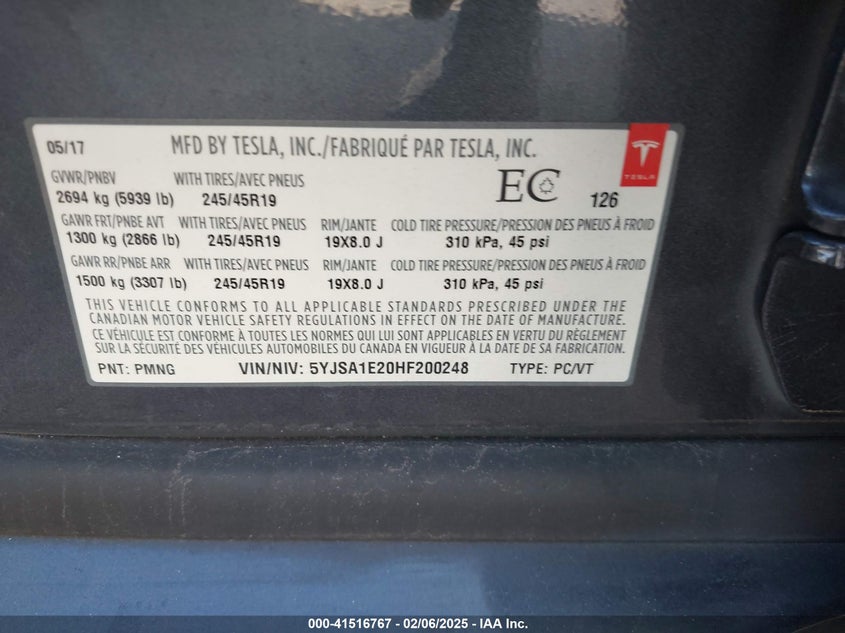 05/17 MFD BY TESLA, INC./FABRIQUÉ PAR TESLA, INC.
TESLA
GVWR/PNBV WITH TIRES/AVEC PNEUS
2694 kg (5939 lb) 245/45R19 EC 126
GAWR FRT/PNBE AVT WITH TIRES/AVEC PNEUS RIM/JANTE COLD TIRE PRESSURE/PRESSION DES PNEUS À FROID
1300 kg (2866 lb) 245/45R19 19X8.0 J 310 kPa, 45 psi
GAWR RR/PNBE ARR WITH TIRES/AVEC PNEUS RIM/JANTE COLD TIRE PRESSURE/PRESSION DES PNEUS À FROID
1500 kg (3307 lb) 245/45R19 19X8.0 J 310 kPa, 45 psi
THIS VEHICLE CONFORMS TO ALL APPLICABLE STANDARDS PRESCRIBED UNDER THE
CANADIAN MOTOR VEHICLE SAFETY REGULATIONS IN EFFECT ON THE DATE OF MANUFACTURE.
CE VÉHICULE EST CONFORME À TOUTES LES NORMES QUI LUI SONT APPLICABLES EN VERTU DU RÈGLEMENT
SUR LA SÉCURITÉ DES VÉHICULES AUTOMOBILES DU CANADA EN VIGUEUR À LA DATE DE SA FABRICATION.
PNT: PMNG VIN/NIV: 5YJSA1E20HF200248 TYPE: PC/VT
000-41516767 - 02/06/2025 - IAA Inc.